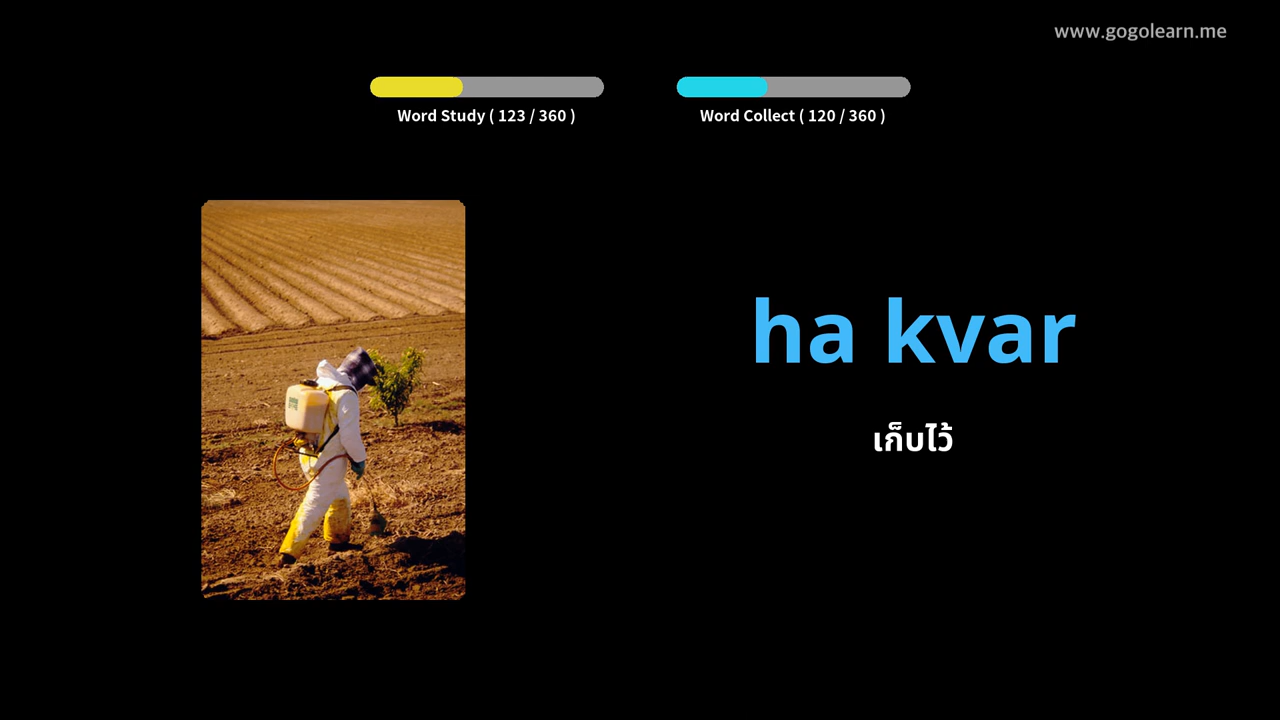 www.gogolearn.me
Word Study ( 123 / 360 )
Word Collect ( 120 / 360 )
ha kvar
เก็บไว้